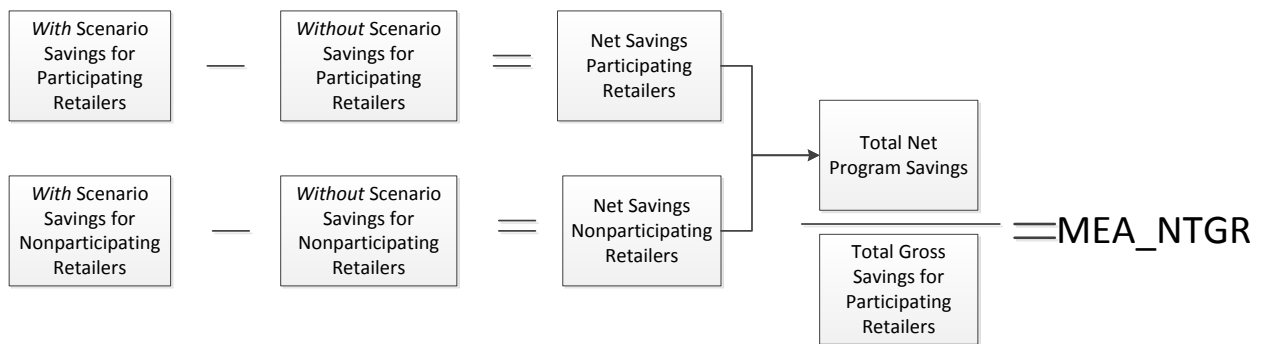 With Scenario
Savings for
Participating
Retailers
Without Scenario
Savings for
Participating
Retailers
Net Savings
Participating
Retailers
With Scenario
Savings for
Nonparticipating
Retailers
Without Scenario
Savings for
Nonparticipating
Retailers
Net Savings
Nonparticipating
Retailers
Total Net
Program Savings
Total Gross
Savings for
Participating
Retailers
MEA_NTGR